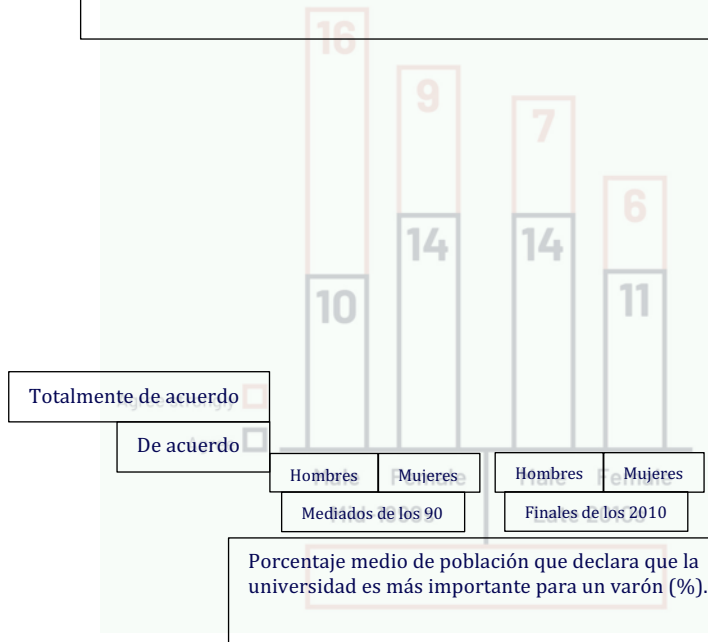 16
9
7
6
14
14
10
11
Totalmente de acuerdo
De acuerdo
Hombres Mujeres Hombres Mujeres
Mediados de los 90 Finales de los 2010
Porcentaje medio de población que declara que la
universidad es más importante para un varón (%).